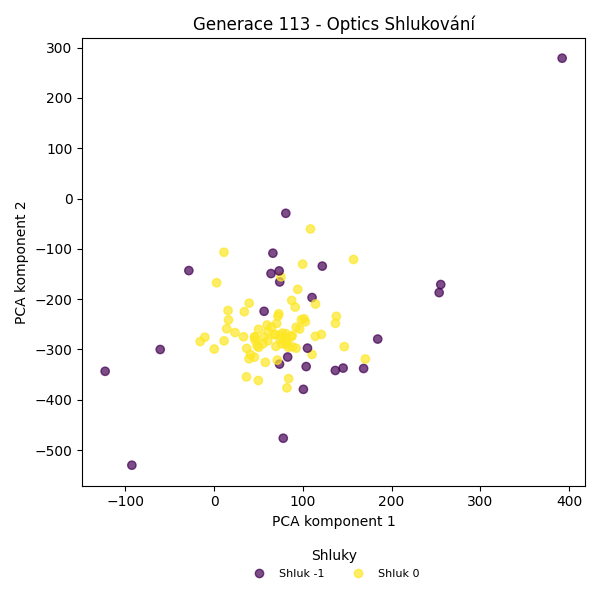 Generace 113 - Optics Shlukování
300
200
100
0
−100
−200
−300
−400
−500
PCA komponent 2
−100
0
100
200
300
400
PCA komponent 1
Shluky
Shluk -1
Shluk 0